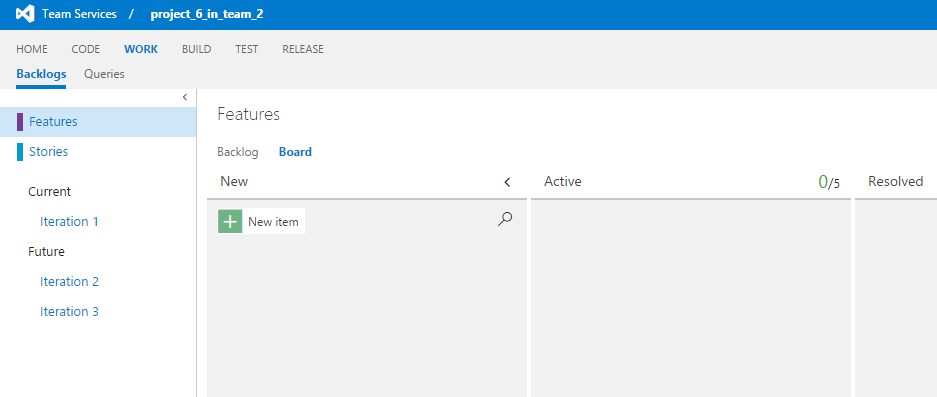 Team Services / project_6_in_team_2
HOME CODE WORK BUILD TEST RELEASE
Backlogs Queries
Features
Stories
Current
Iteration 1
Future
Iteration 2
Iteration 3
Features
Backlog Board
New Active 0/5 Resolved
New item